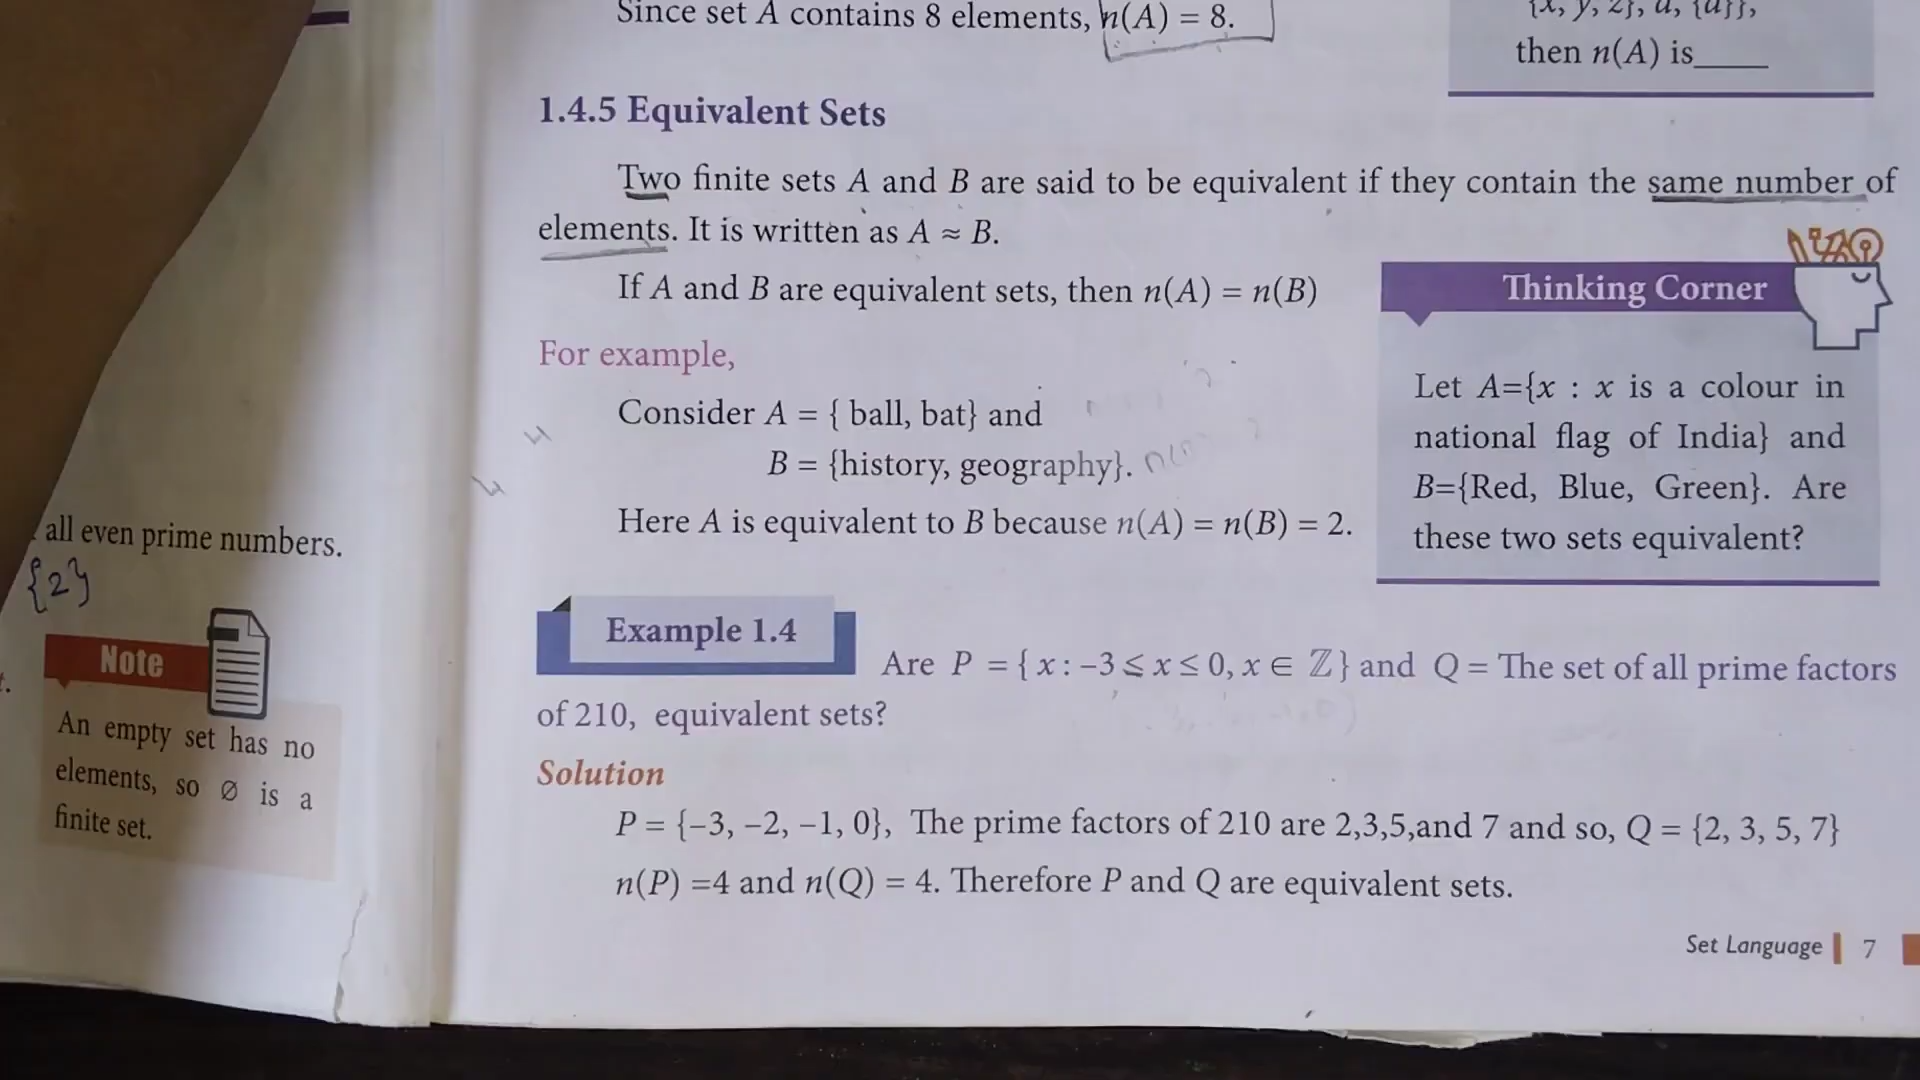 Since set A contains 8 elements, n(A) = 8.
{x, y, z}, u, {u}},
then n(A) is____
1.4.5 Equivalent Sets
Two finite sets A and B are said to be equivalent if they contain the same number of
elements. It is written as A ≈ B.
If A and B are equivalent sets, then n(A) = n(B)
For example,
Consider A = { ball, bat} and
B = {history, geography}.
Here A is equivalent to B because n(A) = n(B) = 2.
Thinking Corner
Let A={x : x is a colour in
national flag of India} and
B={Red, Blue, Green}. Are
these two sets equivalent?
all even prime numbers.
{2}
Note
An empty set has no
elements, so ∅ is a
finite set.
Example 1.4
Are P = { x : −3 ≤ x ≤ 0, x ∈ ℤ } and Q = The set of all prime factors
of 210, equivalent sets?
Solution
P = {−3, −2, −1, 0}, The prime factors of 210 are 2,3,5,and 7 and so, Q = {2, 3, 5, 7}
n(P) =4 and n(Q) = 4. Therefore P and Q are equivalent sets.
Set Language | 7